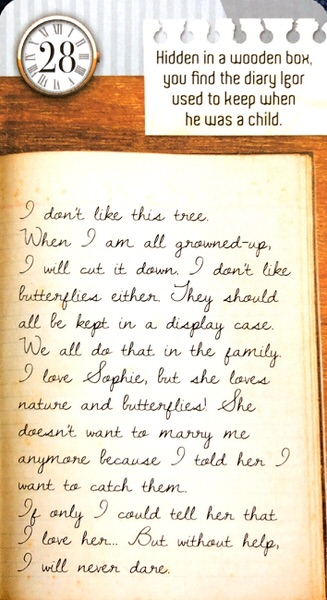 28
Hidden in a wooden box,
you find the diary Igor
used to keep when
he was a child.
I don't like this tree.
When I am all growned-up,
I will cut it down. I don't like
butterflies either. They should
all be kept in a display case.
We all do that in the family.
I love Sophie, but she loves
nature and butterflies! She
doesn't want to marry me
anymore because I told her I
want to catch them.
If only I could tell her that
I love her... But without help,
I will never dare.